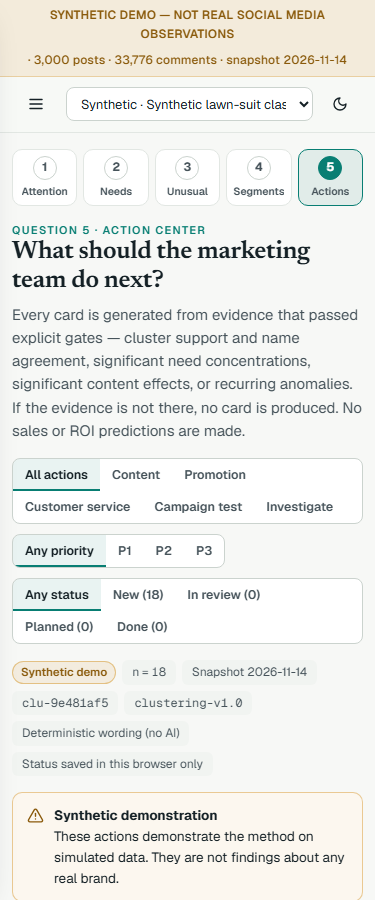 SYNTHETIC DEMO — NOT REAL SOCIAL MEDIA
OBSERVATIONS
· 3,000 posts · 33,776 comments · snapshot 2026-11-14
Synthetic · Synthetic lawn-suit clas
1
Attention
2
Needs
3
Unusual
4
Segments
5
Actions
QUESTION 5 · ACTION CENTER
What should the marketing
team do next?
Every card is generated from evidence that passed
explicit gates — cluster support and name
agreement, significant need concentrations,
significant content effects, or recurring anomalies.
If the evidence is not there, no card is produced. No
sales or ROI predictions are made.
All actions Content Promotion
Customer service Campaign test Investigate
Any priority P1 P2 P3
Any status New (18) In review (0)
Planned (0) Done (0)
Synthetic demo n = 18 Snapshot 2026-11-14
clu-9e481af5 clustering-v1.0
Deterministic wording (no AI)
Status saved in this browser only
Synthetic demonstration
These actions demonstrate the method on
simulated data. They are not findings about any
real brand.